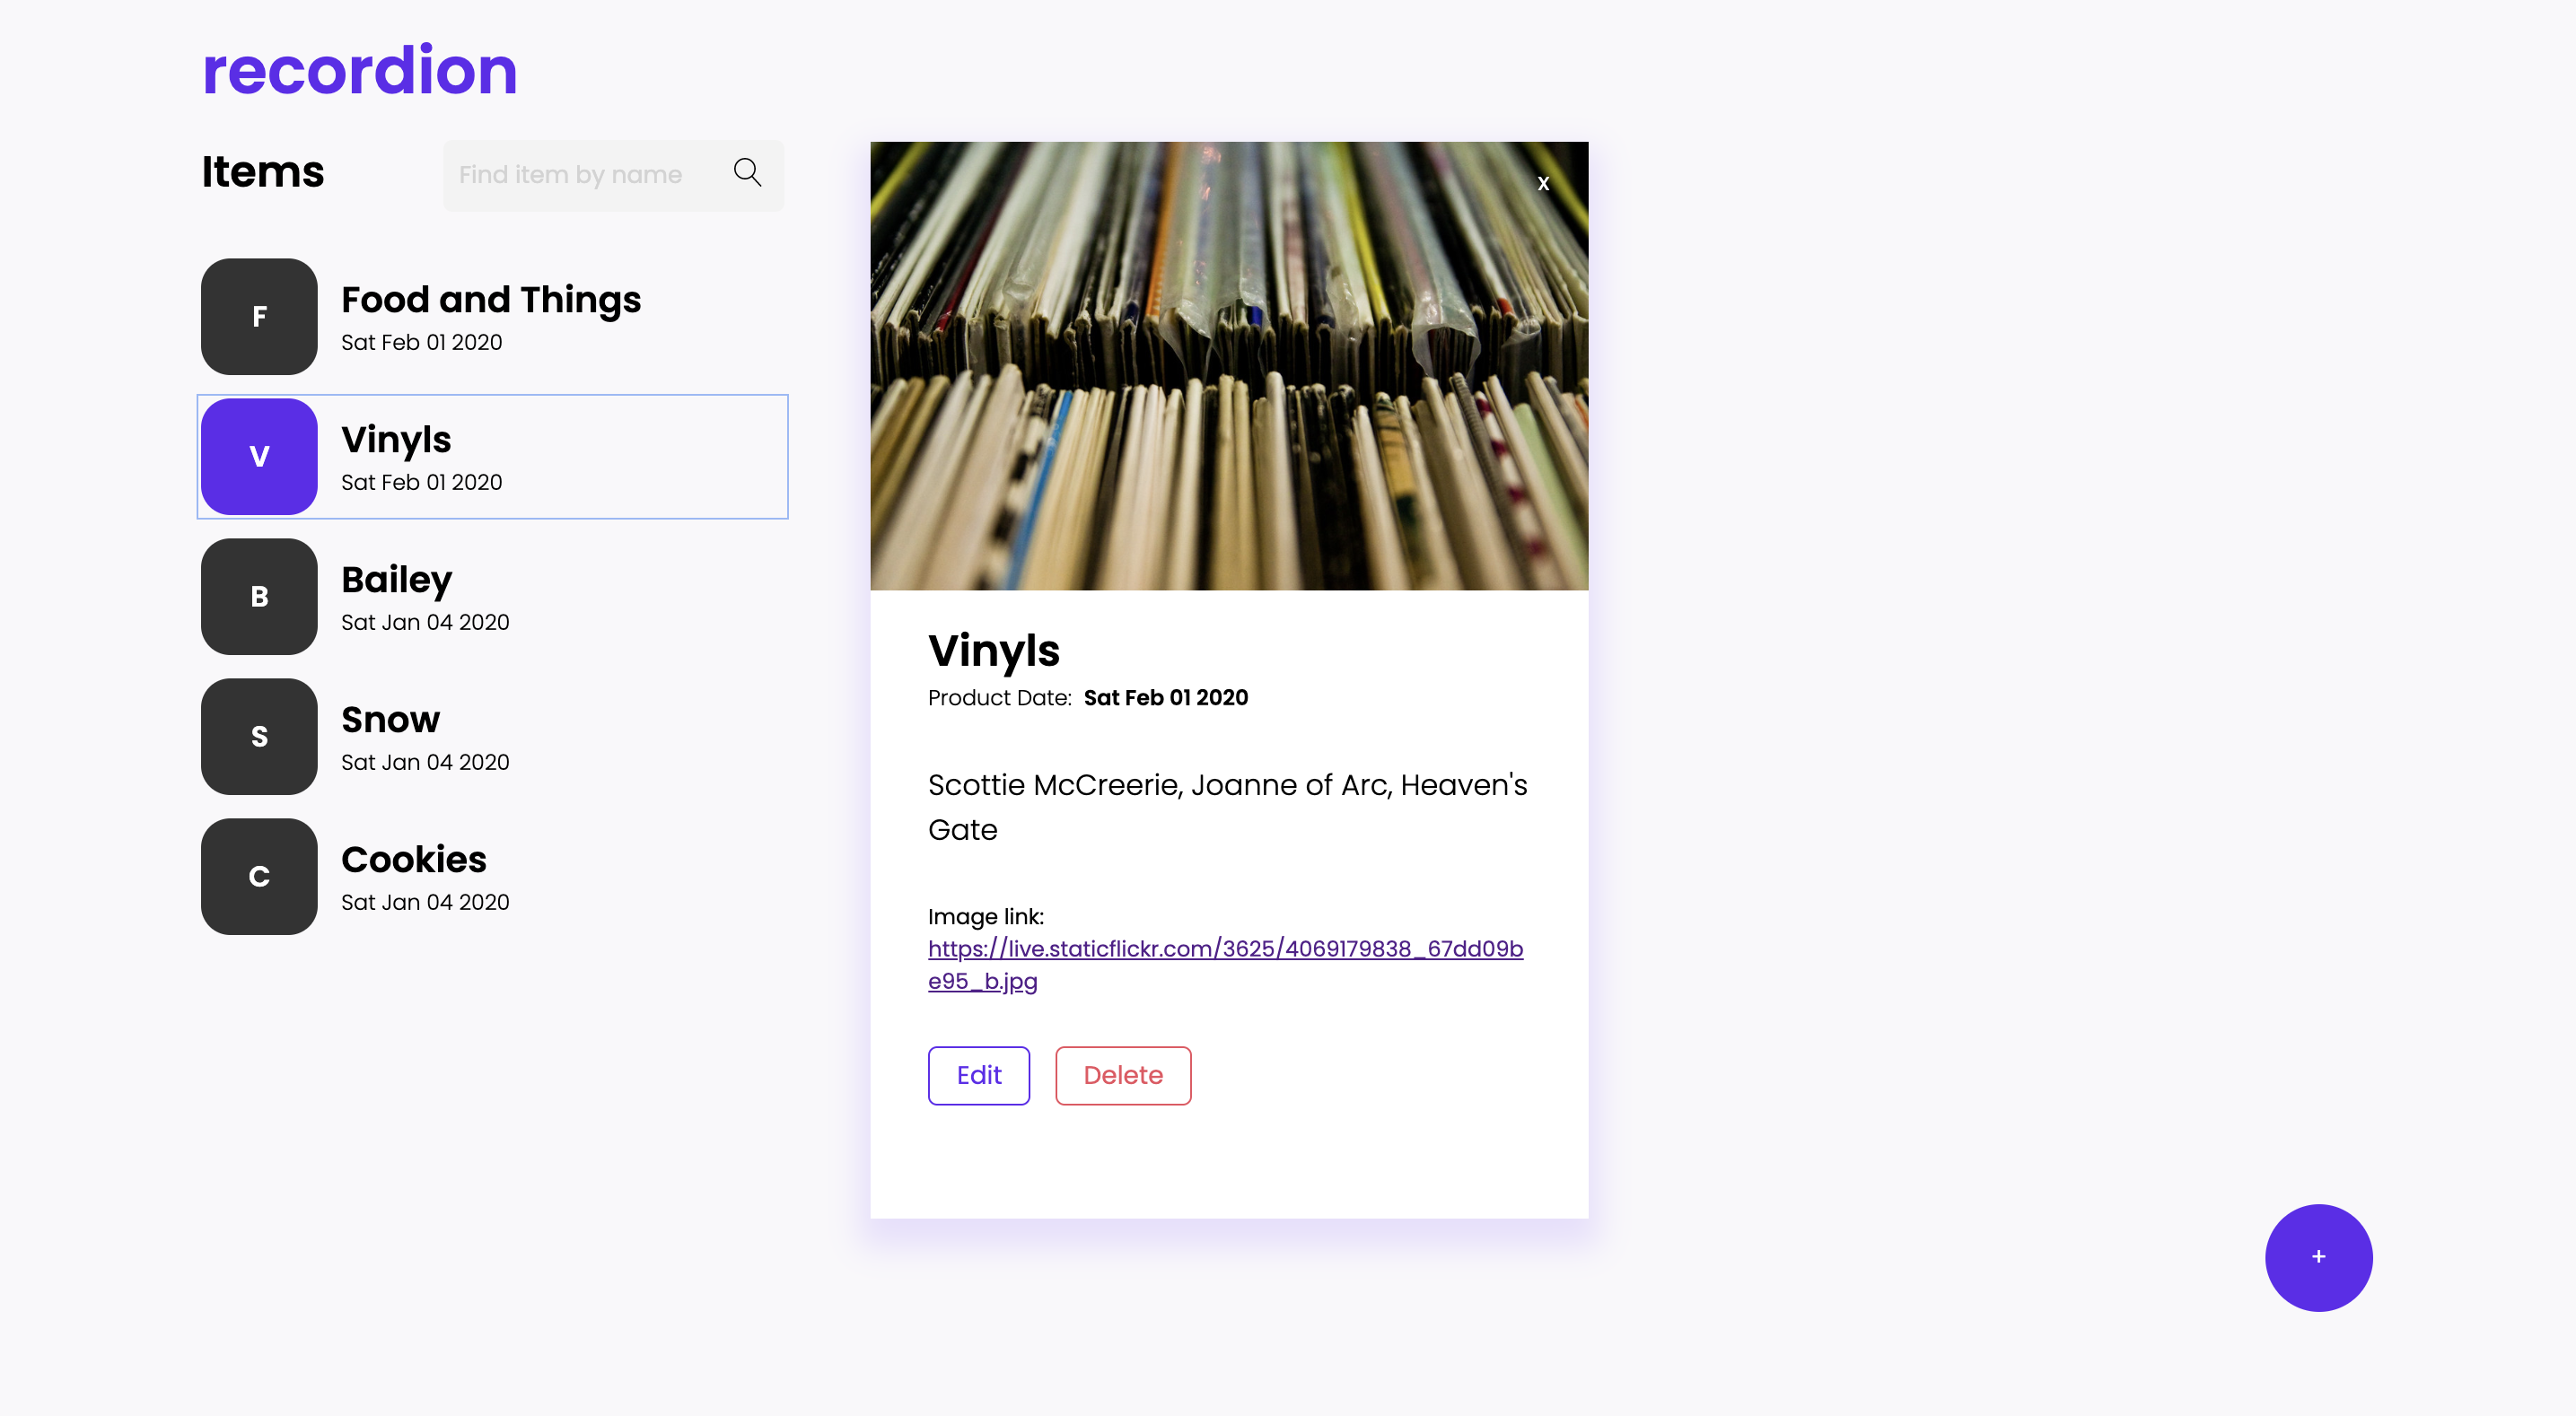 recordion
Items
Find item by name
F
Food and Things
Sat Feb 01 2020
V
Vinyls
Sat Feb 01 2020
B
Bailey
Sat Jan 04 2020
S
Snow
Sat Jan 04 2020
C
Cookies
Sat Jan 04 2020
x
Vinyls
Product Date: Sat Feb 01 2020
Scottie McCreerie, Joanne of Arc, Heaven's
Gate
Image link:
https://live.staticflickr.com/3625/4069179838_67dd09b
e95_b.jpg
Edit
Delete
+